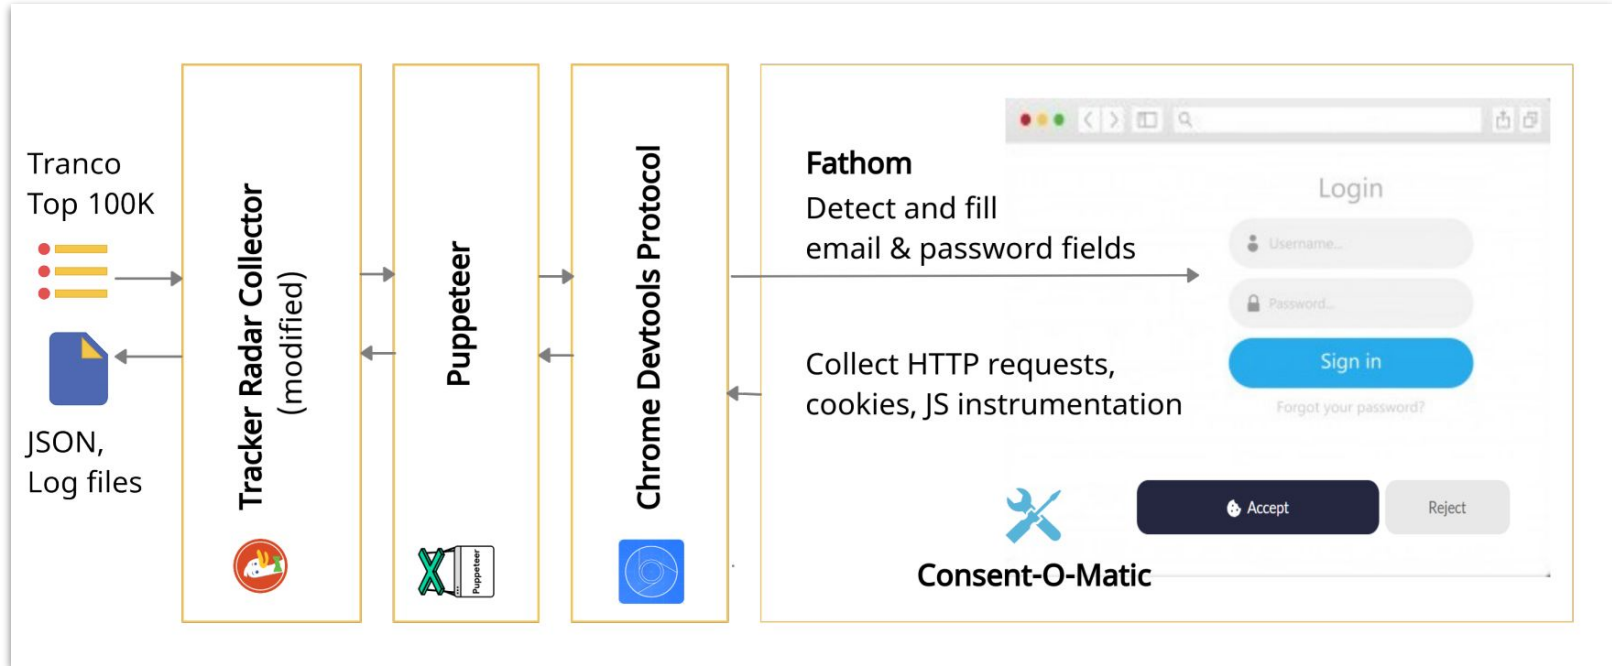 Tranco
Top 100K
JSON,
Log files
Tracker Radar Collector
(modified)
Puppeteer
Puppeteer
Chrome Devtools Protocol
Fathom
Detect and fill
email & password fields
Collect HTTP requests,
cookies, JS instrumentation
Consent-O-Matic
Login
Username...
Password...
Sign in
Forgot your password?
Accept
Reject